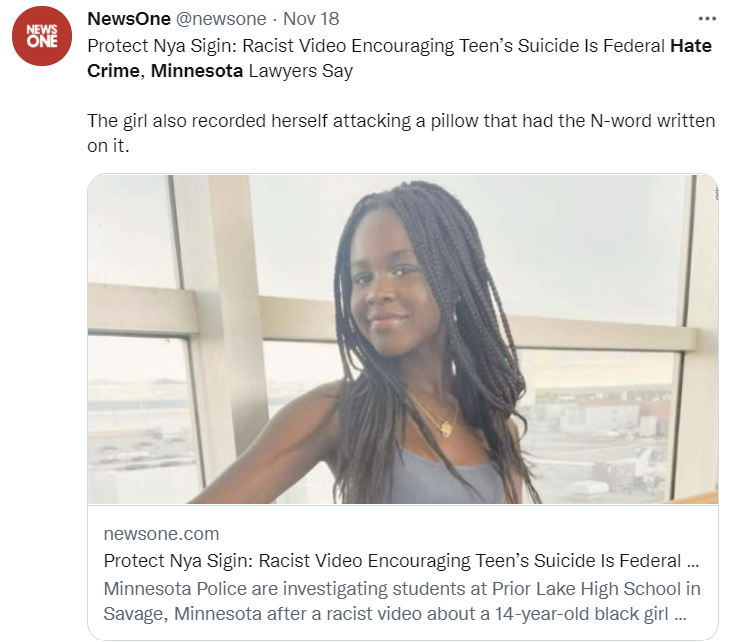 NEWS
ONE
NewsOne @newsone · Nov 18
Protect Nya Sigin: Racist Video Encouraging Teen's Suicide Is Federal Hate
Crime, Minnesota Lawyers Say
The girl also recorded herself attacking a pillow that had the N-word written
on it.
newsone.com
Protect Nya Sigin: Racist Video Encouraging Teen's Suicide Is Federal ...
Minnesota Police are investigating students at Prior Lake High School in
Savage, Minnesota after a racist video about a 14-year-old black girl ...